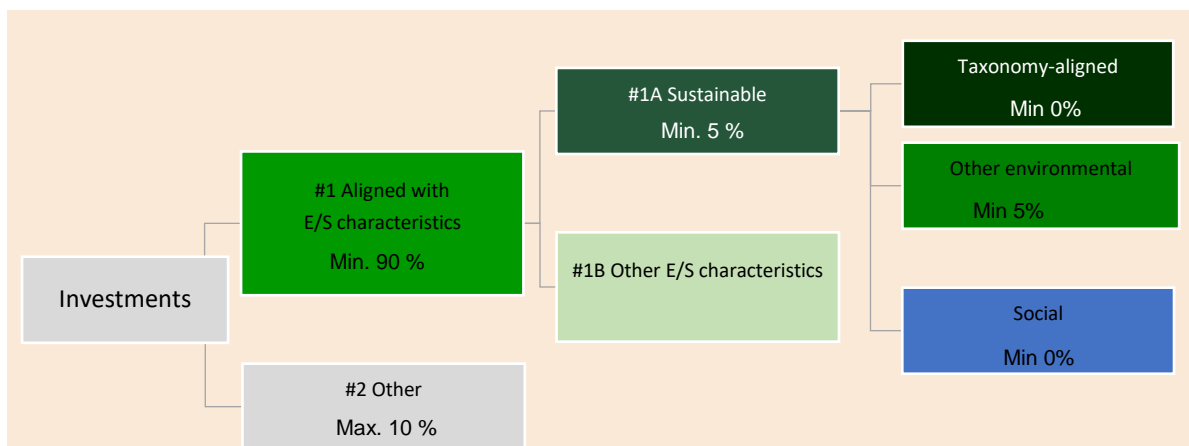 Investments
#1 Aligned with
E/S characteristics
Min. 90 %
#2 Other
Max. 10 %
#1A Sustainable
Min. 5 %
#1B Other E/S characteristics
Taxonomy-aligned
Min 0%
Other environmental
Min 5%
Social
Min 0%